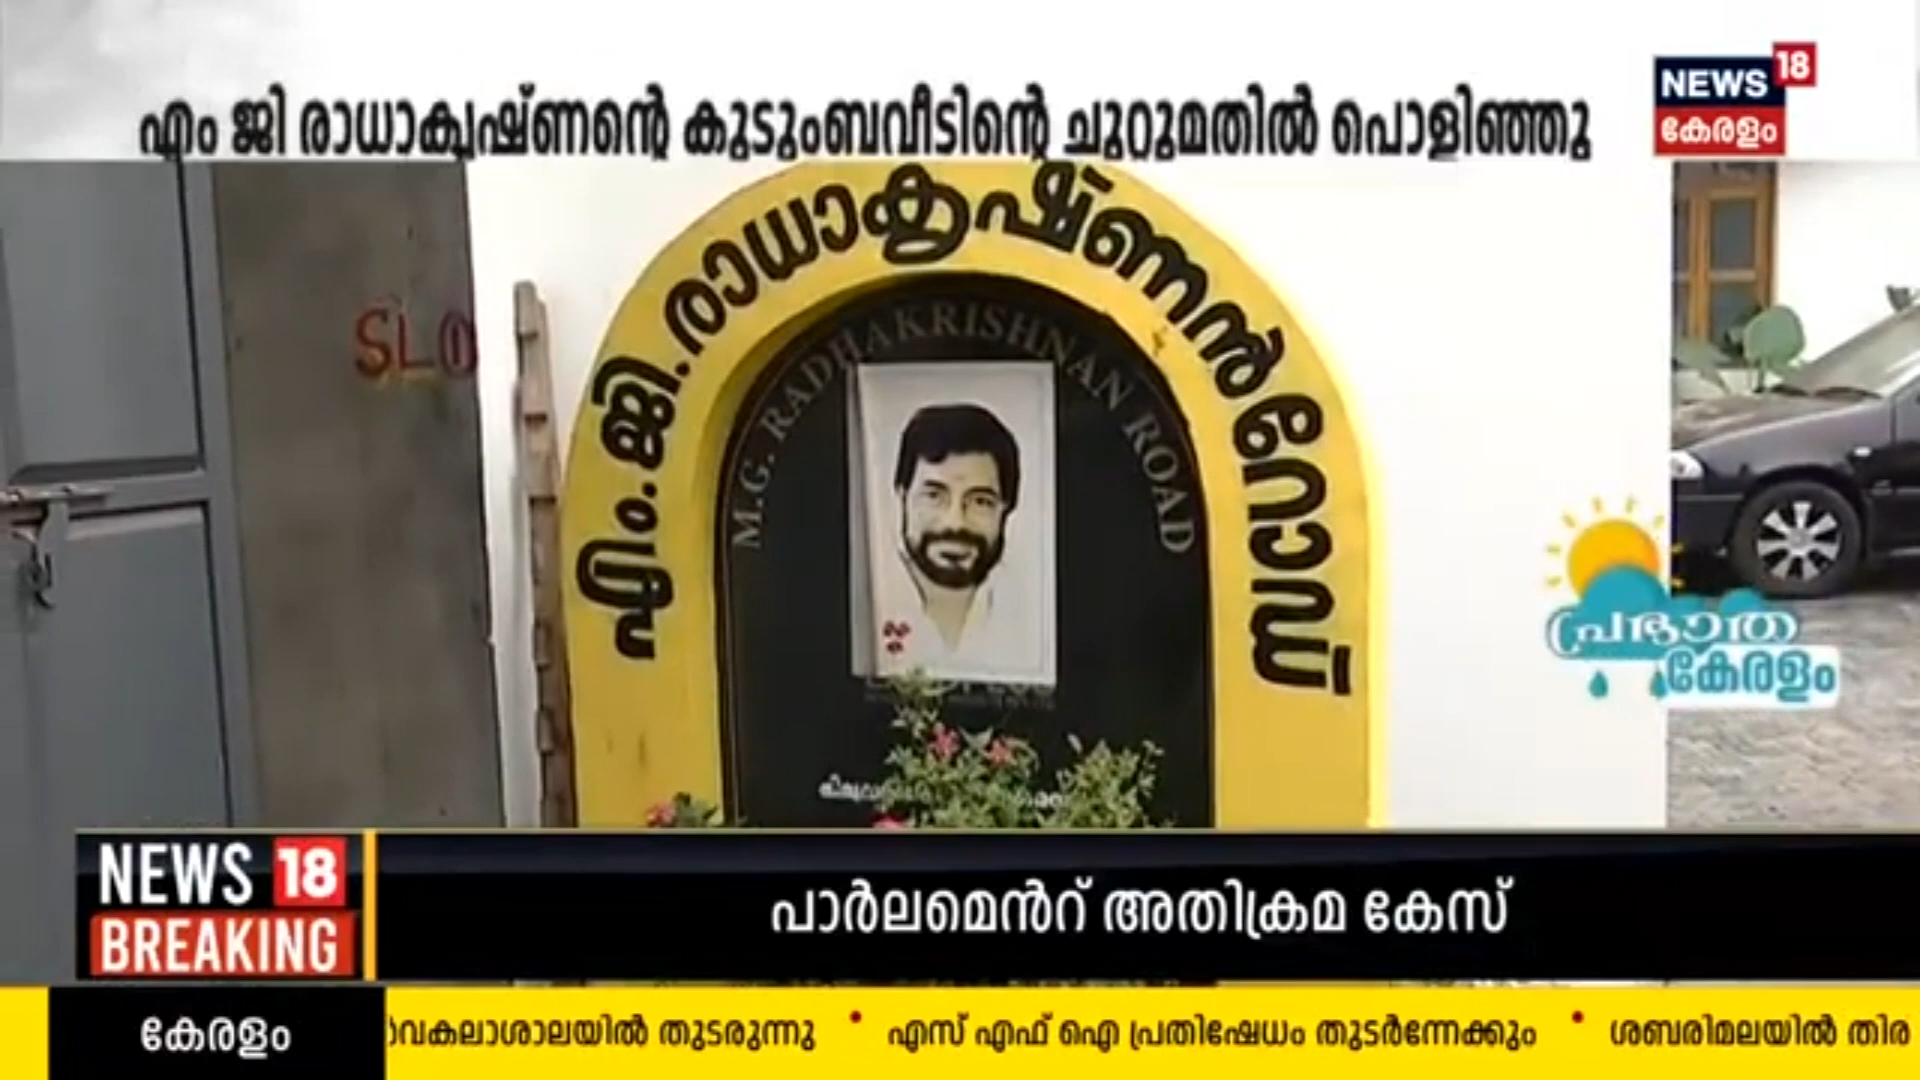 എം ജി രാധാകൃഷ്ണന്റെ കുടുംബവീടിന്റെ ചുറ്റുമതിൽ പൊളിഞ്ഞു
NEWS 18
കേരളം
എം.ജി.രാധാകൃഷ്ണൻ റോഡ്
M.G. RADHAKRISHNAN ROAD
SLO
പ്രഭാത
കേരളം
NEWS 18
BREAKING
പാർലമെൻറ് അതിക്രമ കേസ്
കേരളം
വകലാശാലയിൽ തുടരുന്നു • എസ് എഫ് ഐ പ്രതിഷേധം തുടർന്നേക്കും • ശബരിമലയിൽ തിര